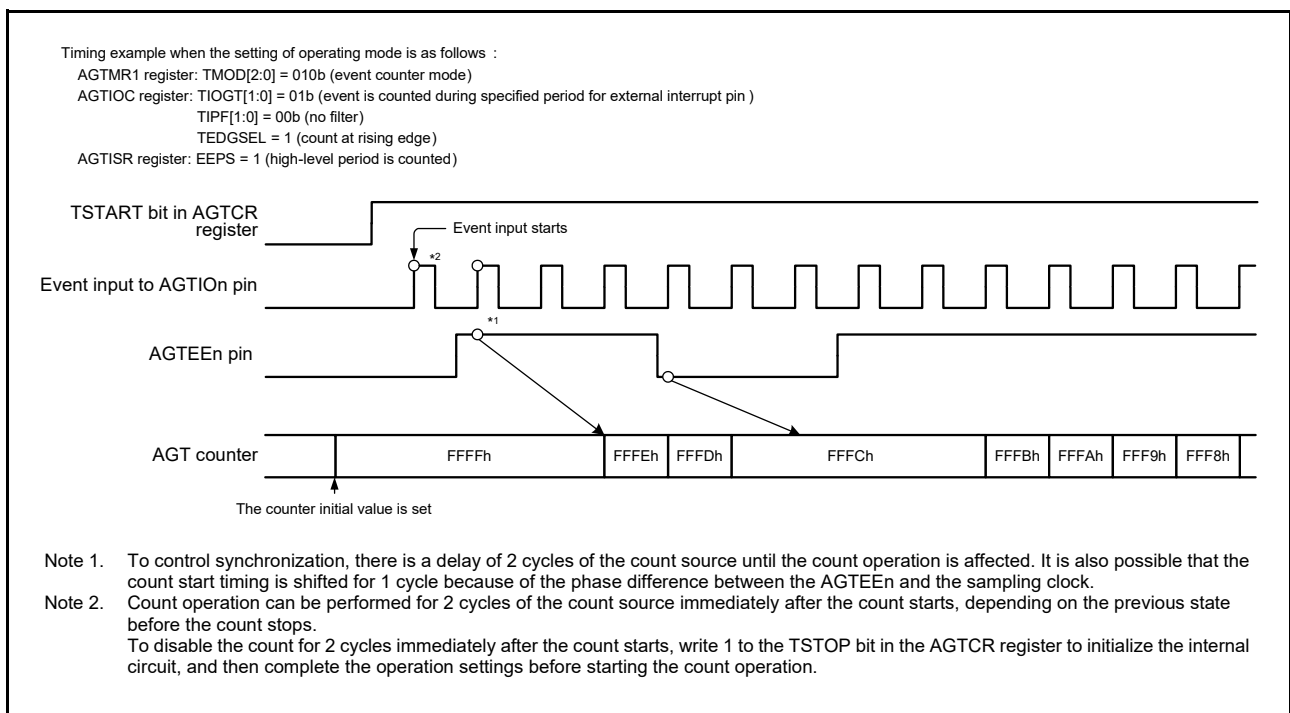 Timing example when the setting of operating mode is as follows :
AGTMR1 register: TMOD[2:0] = 010b (event counter mode)
AGTIOC register: TIOGT[1:0] = 01b (event is counted during specified period for external interrupt pin )
TIPF[1:0] = 00b (no filter)
TEDGSEL = 1 (count at rising edge)
AGTISR register: EEPS = 1 (high-level period is counted)
TSTART bit in AGTCR
register
Event input starts
*2
Event input to AGTIOn pin
*1
AGTEEn pin
AGT counter
FFFFh
FFFEh
FFFDh
FFFCh
FFFBh
FFFAh
FFF9h
FFF8h
The counter initial value is set
Note 1. To control synchronization, there is a delay of 2 cycles of the count source until the count operation is affected. It is also possible that the
count start timing is shifted for 1 cycle because of the phase difference between the AGTEEn and the sampling clock.
Note 2. Count operation can be performed for 2 cycles of the count source immediately after the count starts, depending on the previous state
before the count stops.
To disable the count for 2 cycles immediately after the count starts, write 1 to the TSTOP bit in the AGTCR register to initialize the internal
circuit, and then complete the operation settings before starting the count operation.